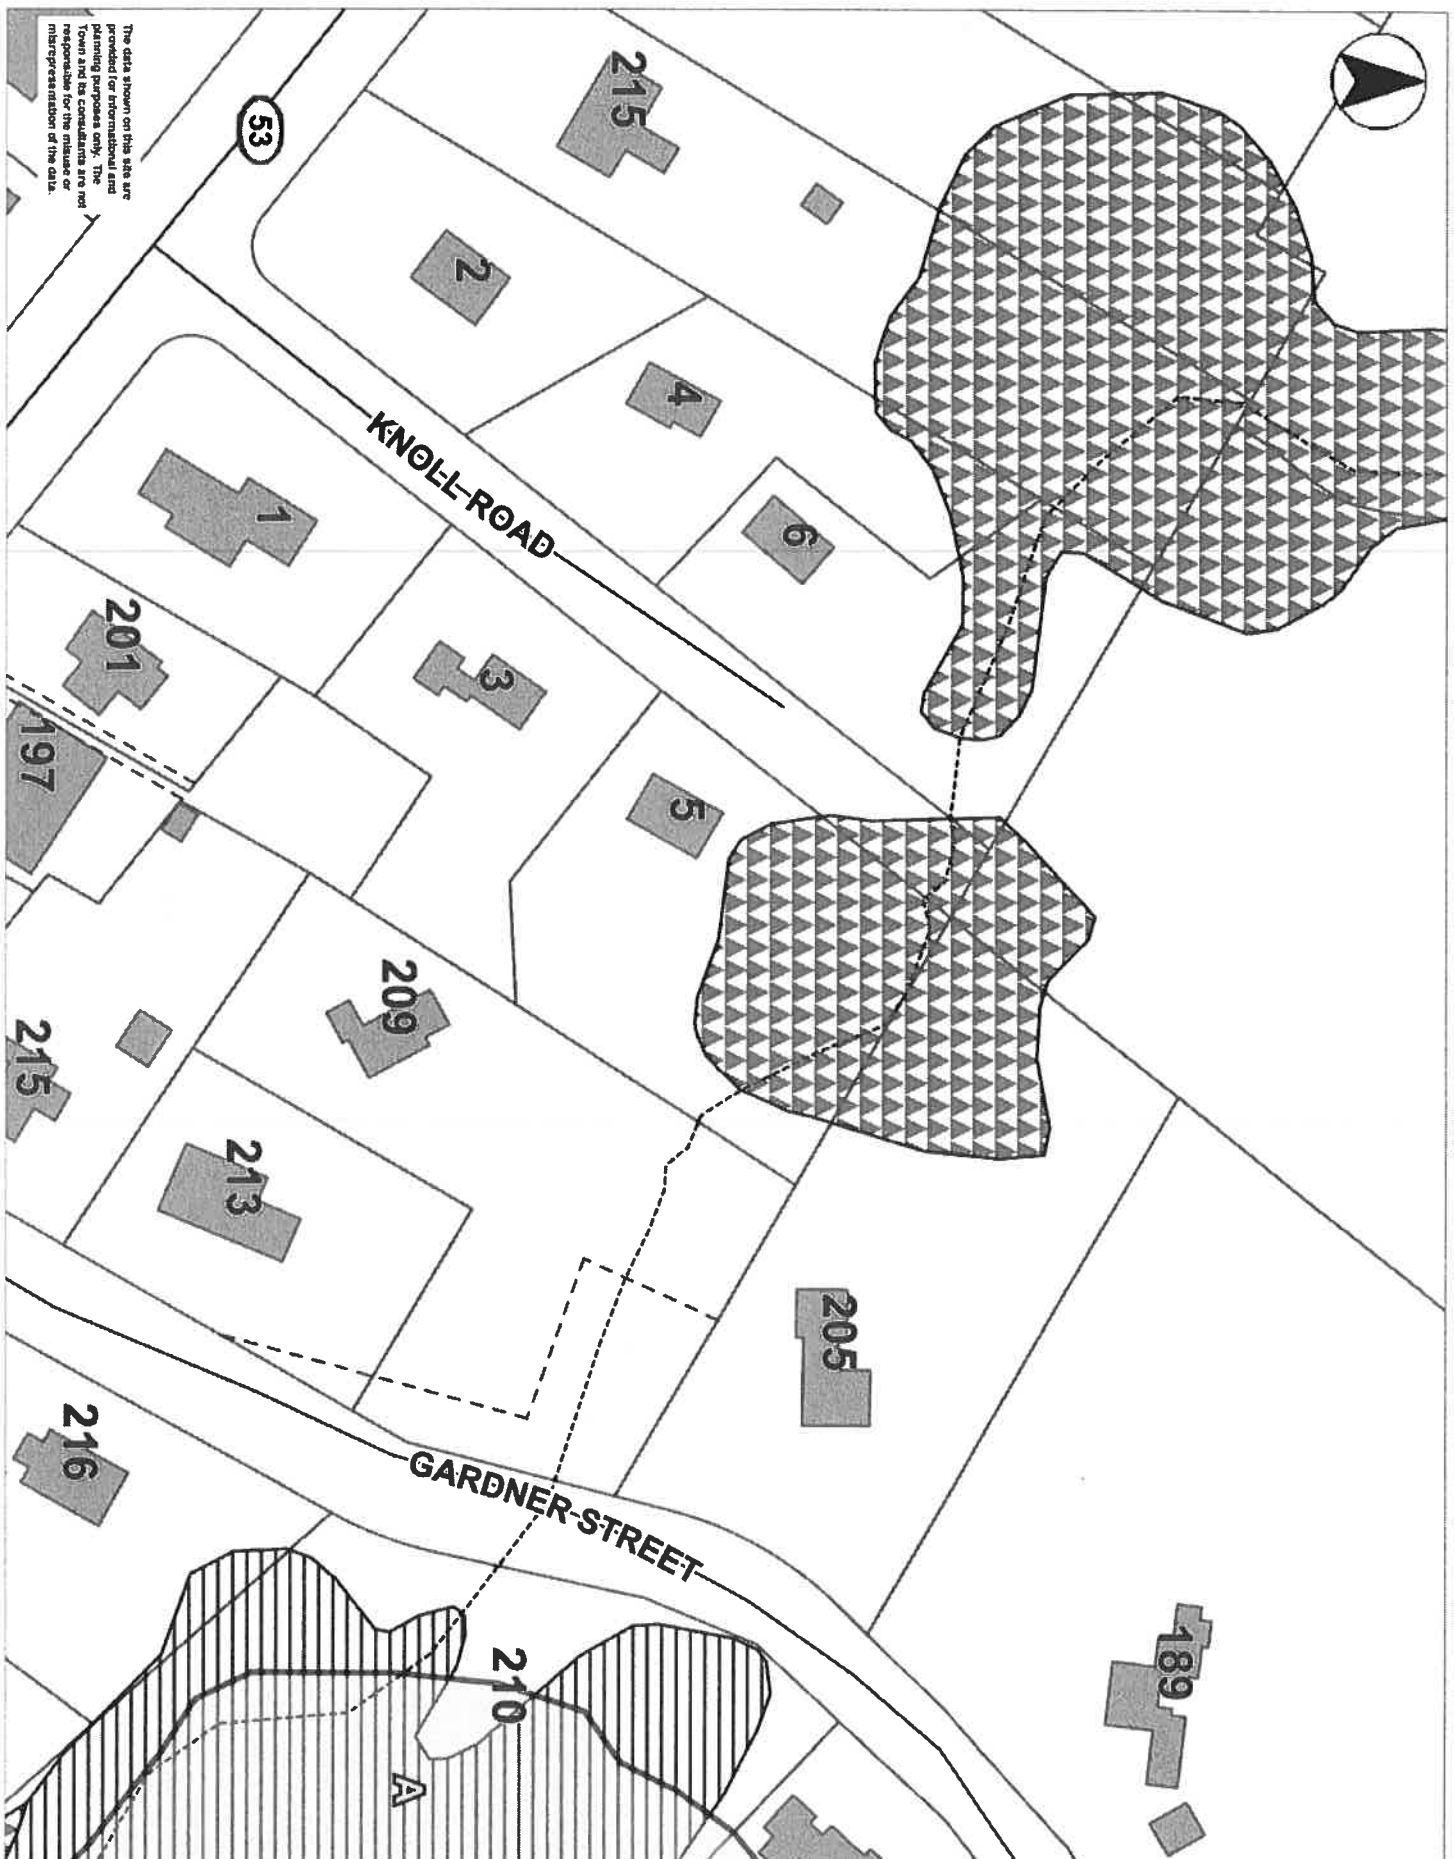 The data shown on this site are
provided for informational and
planning purposes only. The
Town and its consultants are not
responsible for the misuse or
misrepresentation of the data.
53
215
2
4
6
KNOLL ROAD
1
3
5
201
197
209
215
213
205
189
GARDNER STREET
216
210
A